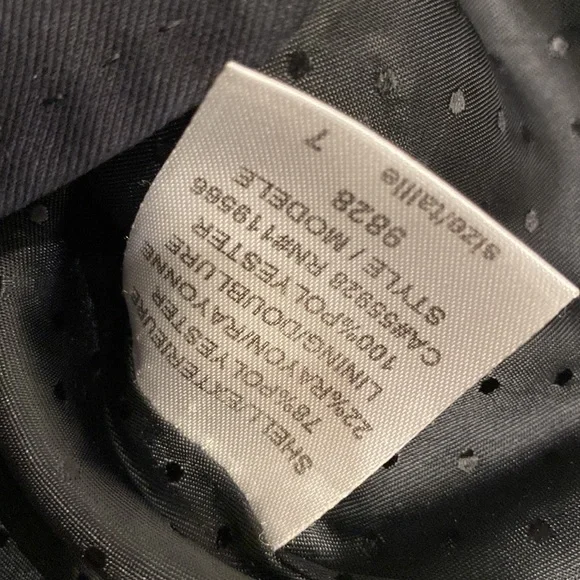 SHELL/EXTERIEURE
78%POLYESTER
22%RAYON/RAYONNE
LINING/DOUBLURE
100%POLYESTER
CA#55928 RN#119566
STYLE / MODELE
9828
size/taille
7